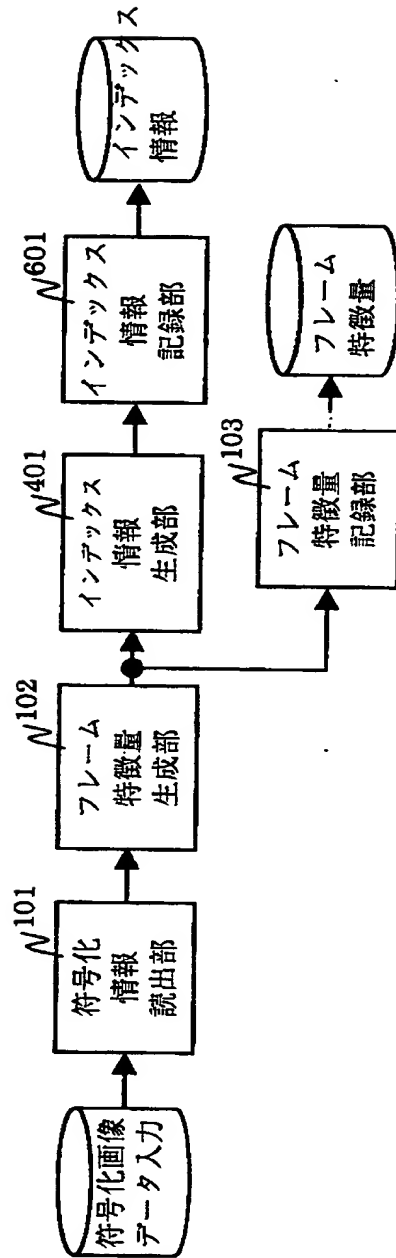 符号化画像
データ入力
101
符号化
情報
読出部
102
フレーム
特徴量
生成部
401
インデックス
情報
生成部
601
インデックス
情報
記録部
インデックス
情報
103
フレーム
特徴量
記録部
フレーム
特徴量